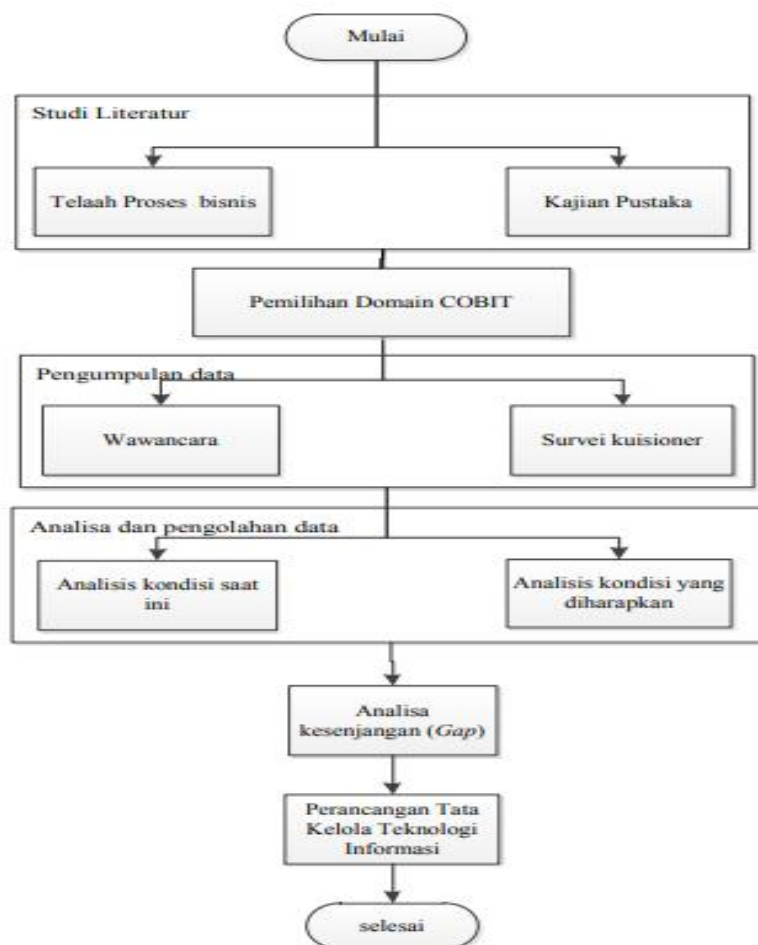 Mulai
Studi Literatur
Telaah Proses bisnis
Kajian Pustaka
Pemilihan Domain COBIT
Pengumpulan data
Wawancara
Survei kuisioner
Analisa dan pengolahan data
Analisis kondisi saat
ini
Analisis kondisi yang
diharapkan
Analisa
kesenjangan (Gap)
Perancangan Tata
Kelola Teknologi
Informasi
selesai